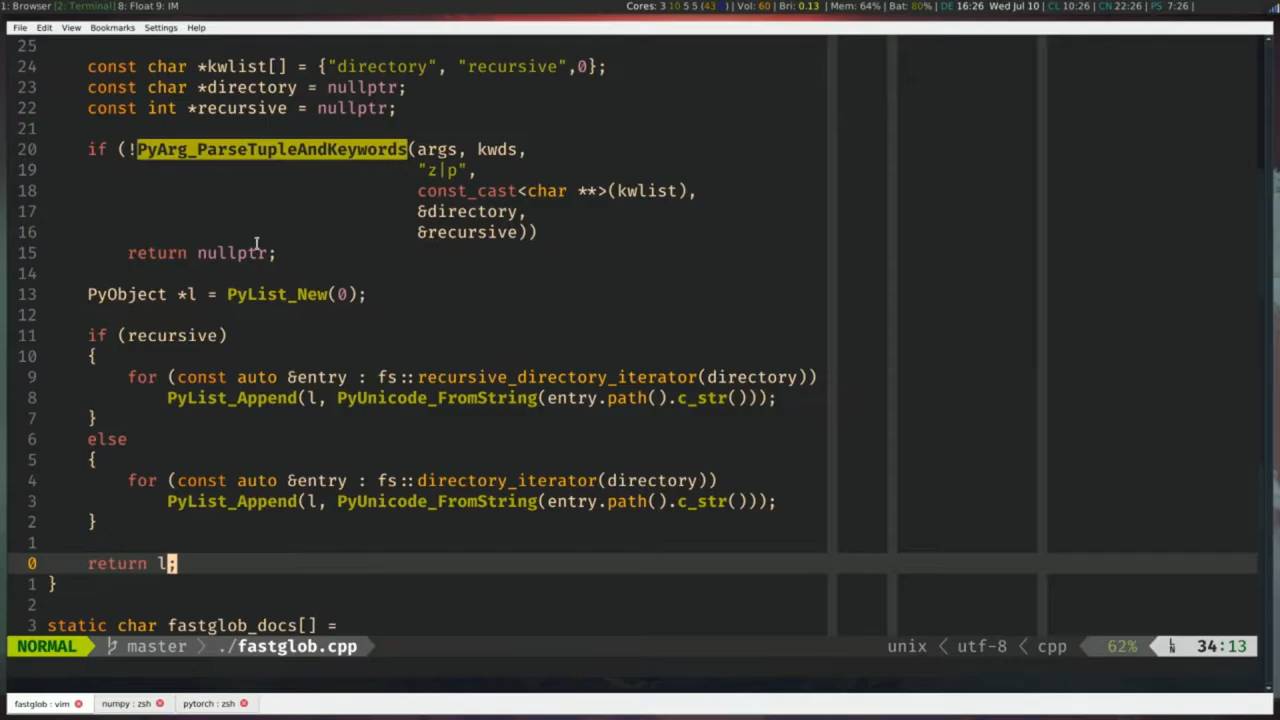 1: Browser [2: Terminal] 8: Float 9: IM
Cores: 3 10 5 5 (43 ) | Vol: 60 | Bri: 0.13 | Mem: 64% | Bat: 80% | DE 16:26 Wed Jul 10 | CL 10:26 | CN 22:26 | PS 7:26 |
File Edit View Bookmarks Settings Help
25
24 const char *kwlist[] = {"directory", "recursive",0};
23 const char *directory = nullptr;
22 const int *recursive = nullptr;
21
20 if (!PyArg_ParseTupleAndKeywords(args, kwds,
19 "z|p",
18 const_cast<char **>(kwlist),
17 &directory,
16 &recursive))
15 return nullptr;
14
13 PyObject *l = PyList_New(0);
12
11 if (recursive)
10 {
9 for (const auto &entry : fs::recursive_directory_iterator(directory))
8 PyList_Append(l, PyUnicode_FromString(entry.path().c_str()));
7 }
6 else
5 {
4 for (const auto &entry : fs::directory_iterator(directory))
3 PyList_Append(l, PyUnicode_FromString(entry.path().c_str()));
2 }
1
0 return l;
1 }
2
3 static char fastglob_docs[] =
NORMAL master ./fastglob.cpp unix utf-8 cpp 62% LN 34:13
fastglob : vim numpy : zsh pytorch : zsh